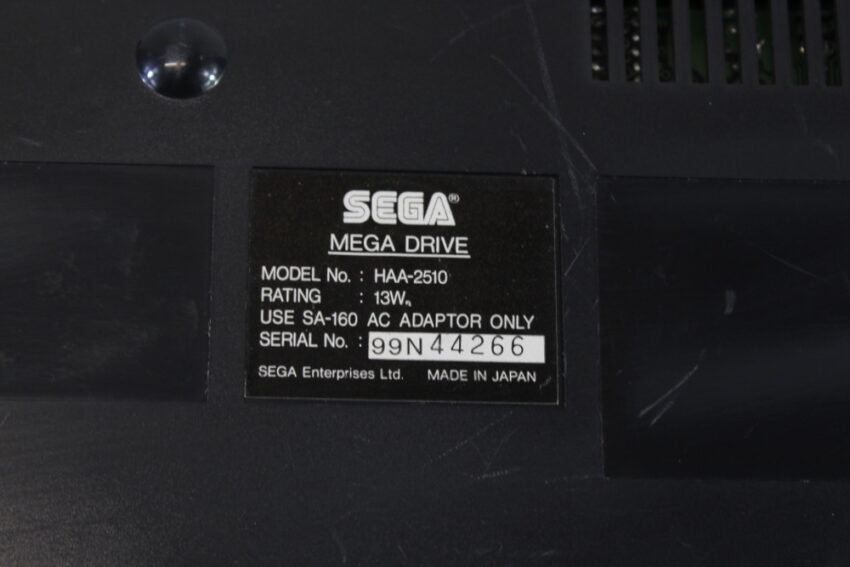 SEGA®
MEGA DRIVE
MODEL No. : HAA-2510
RATING : 13W
USE SA-160 AC ADAPTOR ONLY
SERIAL No. : 99N44266
SEGA Enterprises Ltd. MADE IN JAPAN